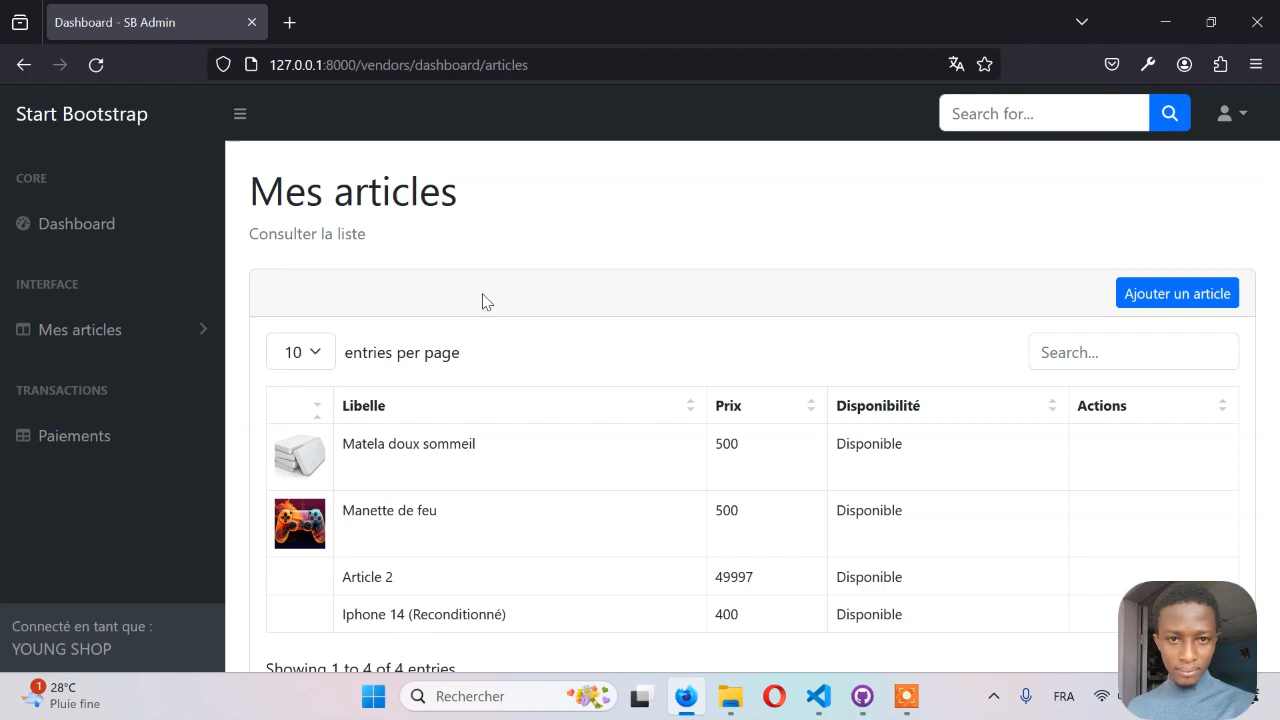 Dashboard - SB Admin
127.0.0.1:8000/vendors/dashboard/articles
Start Bootstrap
Search for...
CORE
Dashboard
INTERFACE
Mes articles
TRANSACTIONS
Paiements
Connecté en tant que :
YOUNG SHOP
Mes articles
Consulter la liste
Ajouter un article
10 entries per page
Search...
Libelle Prix Disponibilité Actions
Matela doux sommeil 500 Disponible
Manette de feu 500 Disponible
Article 2 49997 Disponible
Iphone 14 (Reconditionné) 400 Disponible
Showing 1 to 4 of 4 entries
1 28°C
Pluie fine
Rechercher
FRA